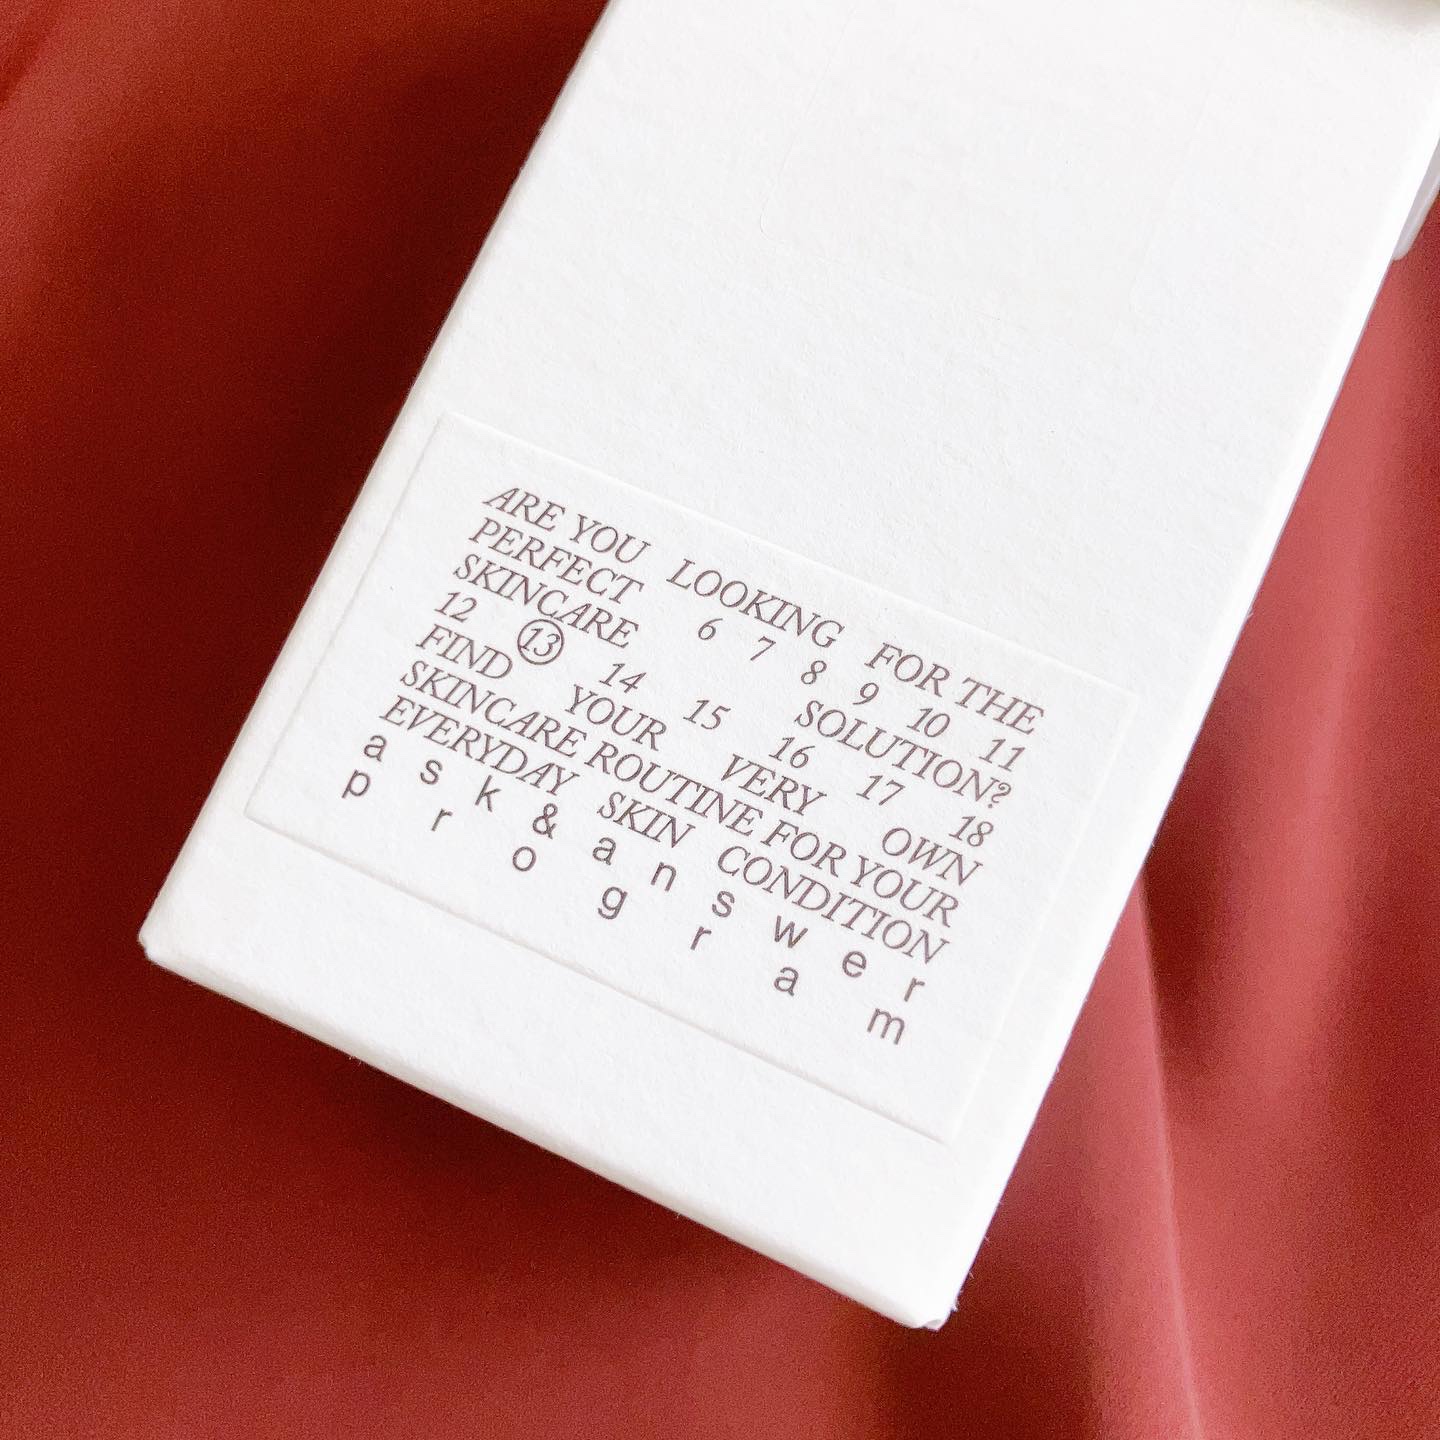 ARE YOU LOOKING FOR THE
PERFECT 6 7 8 9 10 11
SKINCARE SOLUTION?
12 ⑬ 14 15 16 17 18
FIND YOUR VERY OWN
SKINCARE ROUTINE FOR YOUR
EVERYDAY SKIN CONDITION
a s k & a n s w e r
p r o g r a m